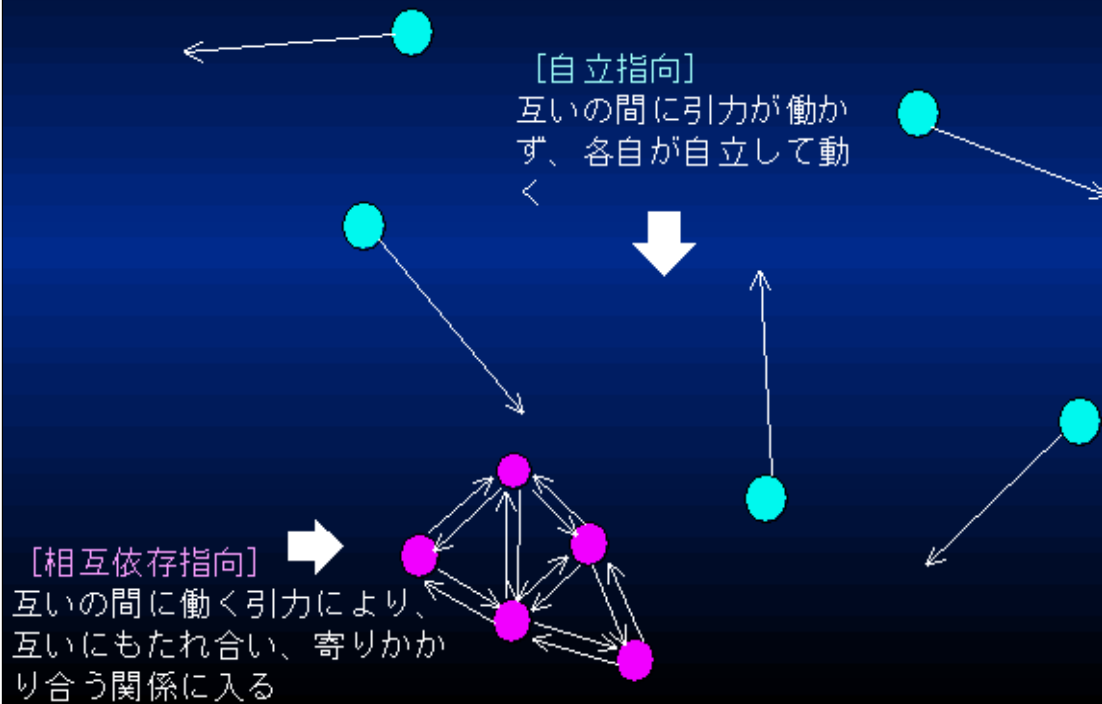 [自立指向]
互いの間に引力が働か
ず、各自が自立して動
く
[相互依存指向]
互いの間に働く引力により、
互いにもたれ合い、寄りかか
り合う関係に入る